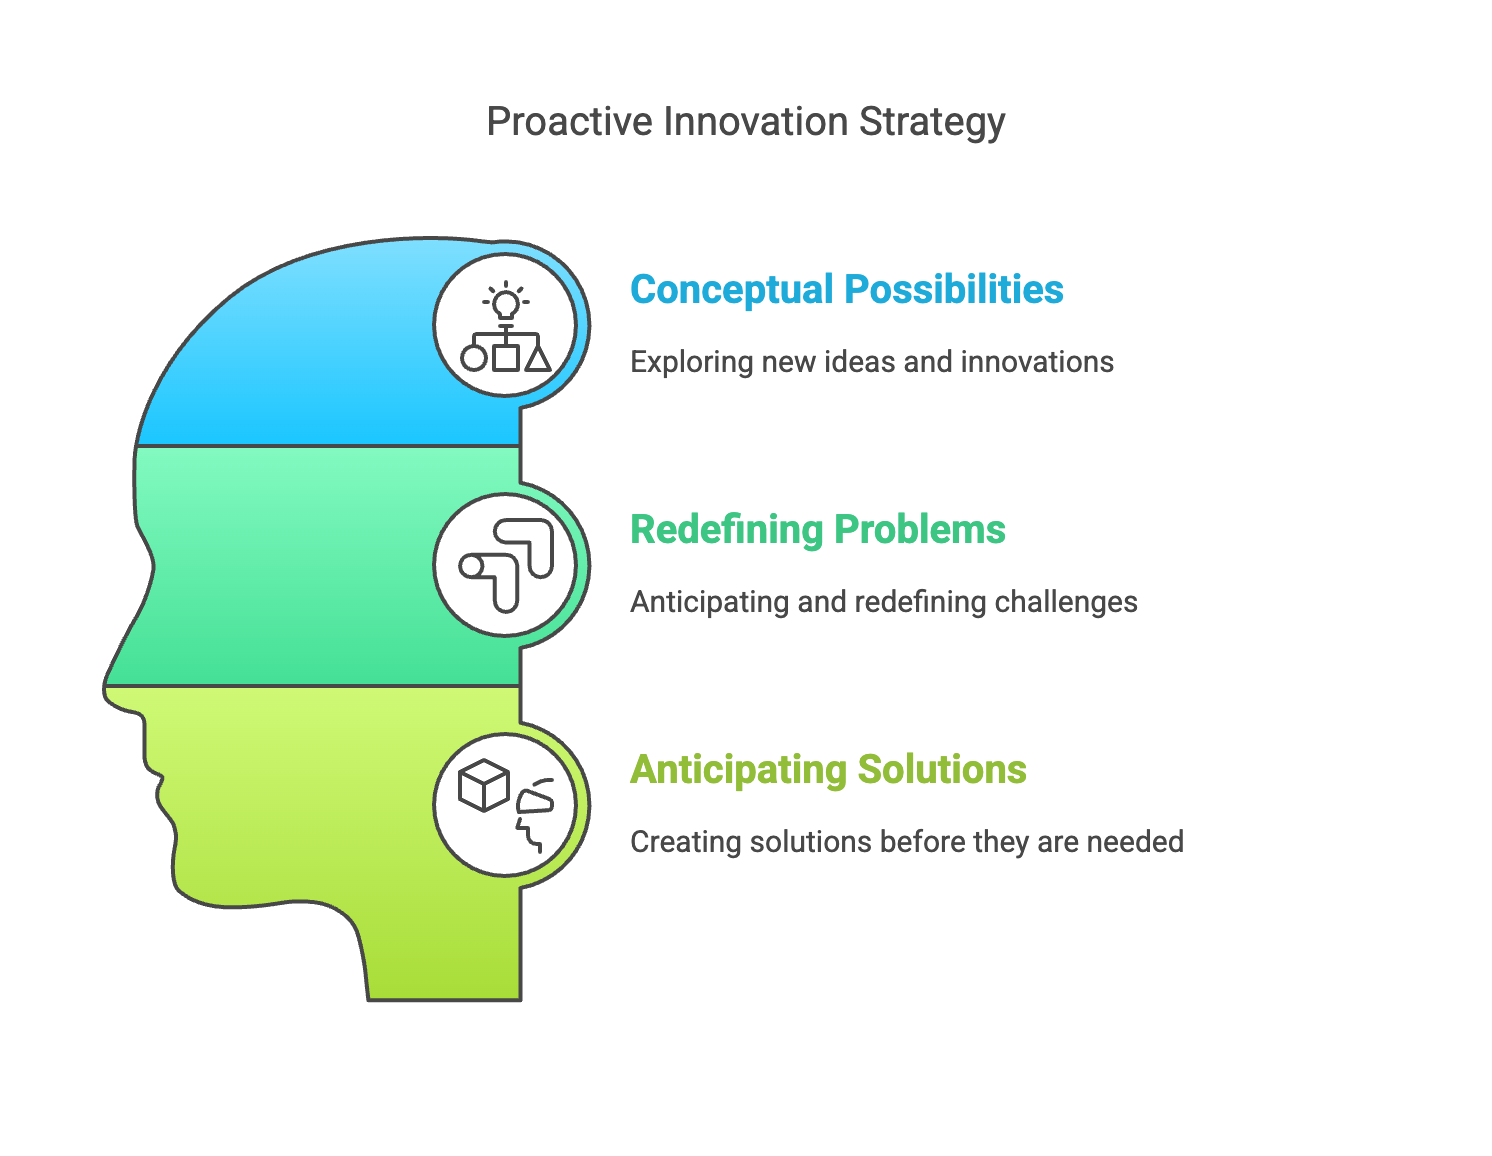 Proactive Innovation Strategy
Conceptual Possibilities
Exploring new ideas and innovations
Redefining Problems
Anticipating and redefining challenges
Anticipating Solutions
Creating solutions before they are needed